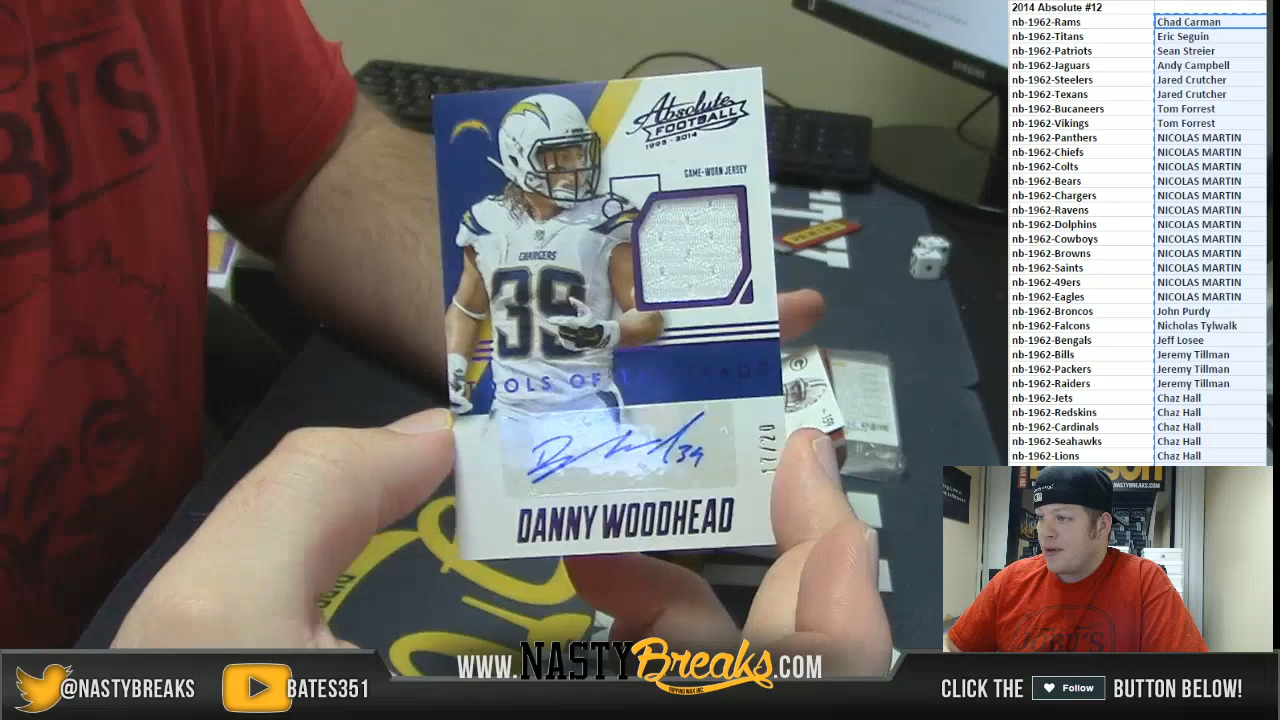 Absolute
FOOTBALL
1995-2014
GAME-WORN JERSEY
CHARGERS
39
TOOLS OF
17/20
DANNY WOODHEAD
PANINI
159
2014 Absolute #12
nb-1962-Rams Chad Carman
nb-1962-Titans Eric Seguin
nb-1962-Patriots Sean Streier
nb-1962-Jaguars Andy Campbell
nb-1962-Steelers Jared Crutcher
nb-1962-Texans Jared Crutcher
nb-1962-Bucaneers Tom Forrest
nb-1962-Vikings Tom Forrest
nb-1962-Panthers NICOLAS MARTIN
nb-1962-Chiefs NICOLAS MARTIN
nb-1962-Colts NICOLAS MARTIN
nb-1962-Bears NICOLAS MARTIN
nb-1962-Chargers NICOLAS MARTIN
nb-1962-Ravens NICOLAS MARTIN
nb-1962-Dolphins NICOLAS MARTIN
nb-1962-Cowboys NICOLAS MARTIN
nb-1962-Browns NICOLAS MARTIN
nb-1962-Saints NICOLAS MARTIN
nb-1962-49ers NICOLAS MARTIN
nb-1962-Eagles NICOLAS MARTIN
nb-1962-Broncos John Purdy
nb-1962-Falcons Nicholas Tylwalk
nb-1962-Bengals Jeff Losee
nb-1962-Bills Jeremy Tillman
nb-1962-Packers Jeremy Tillman
nb-1962-Raiders Jeremy Tillman
nb-1962-Jets Chaz Hall
nb-1962-Redskins Chaz Hall
nb-1962-Cardinals Chaz Hall
nb-1962-Seahawks Chaz Hall
nb-1962-Lions Chaz Hall
@NASTYBREAKS
BATES351
WWW.NASTYBreaks.COM
RIPPING WAX INC.
CLICK THE Follow BUTTON BELOW!